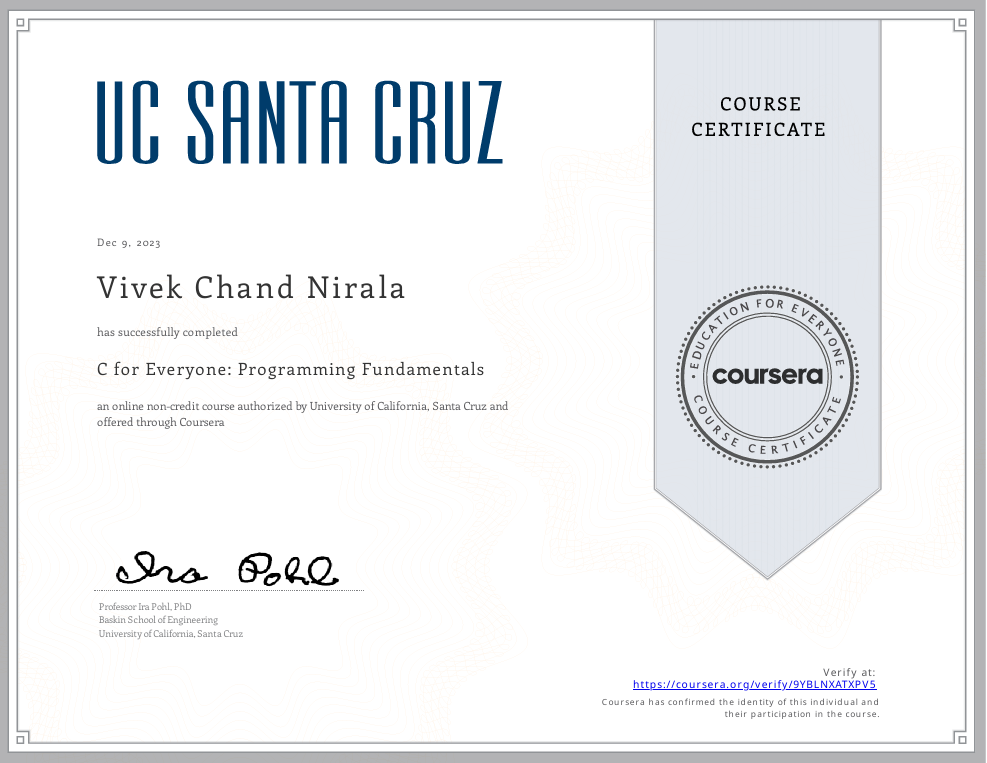 UC SANTA CRUZ
COURSE
CERTIFICATE
Dec 9, 2023
Vivek Chand Nirala
has successfully completed
C for Everyone: Programming Fundamentals
an online non-credit course authorized by University of California, Santa Cruz and
offered through Coursera
EDUCATION FOR EVERYONE
coursera
COURSE CERTIFICATE
Ira Pohl
Professor Ira Pohl, PhD
Baskin School of Engineering
University of California, Santa Cruz
Verify at:
https://coursera.org/verify/9YBLNXATXPV5
Coursera has confirmed the identity of this individual and
their participation in the course.